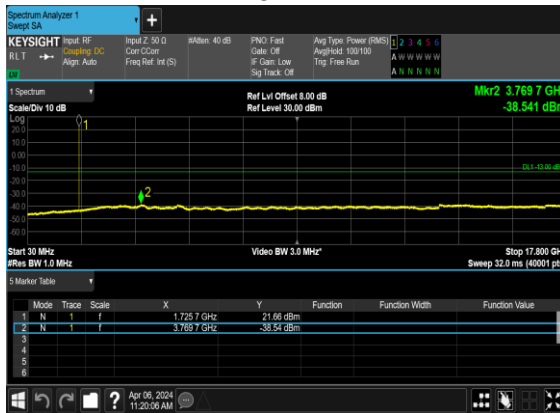 Spectrum Analyzer 1
Swept SA
KEYSIGHT Input: RF Input Z: 50 Ω #Atten: 40 dB PNO: Fast Avg Type: Power (RMS) 1 2 3 4 5 6
RLT Coupling: DC Corr CCorr Gate: Off Avg|Hold: 100/100 A W W W W W
Align: Auto Freq Ref: Int (S) IF Gain: Low Trig: Free Run
Sig Track: Off A N N N N N
1 Spectrum Ref Lvl Offset 8.00 dB Mkr2 3.769 7 GH
Scale/Div 10 dB Ref Level 30.00 dBm -38.541 dB
Log
20.0
10.0
0.00
-10.0
-20.0
-30.0
-40.0
-50.0
-60.0
1
DL1 -13.00 dB
2
Start 30 MHz Video BW 3.0 MHz* Stop 17.800 GH
#Res BW 1.0 MHz Sweep 32.0 ms (40001 pt
5 Marker Table
Mode Trace Scale X Y Function Function Width Function Value
1 N 1 f 1.725 7 GHz 21.66 dBm
2 N 1 f 3.769 7 GHz -38.54 dBm
3
4
5
6
? Apr 06, 2024
11:20:06 AM